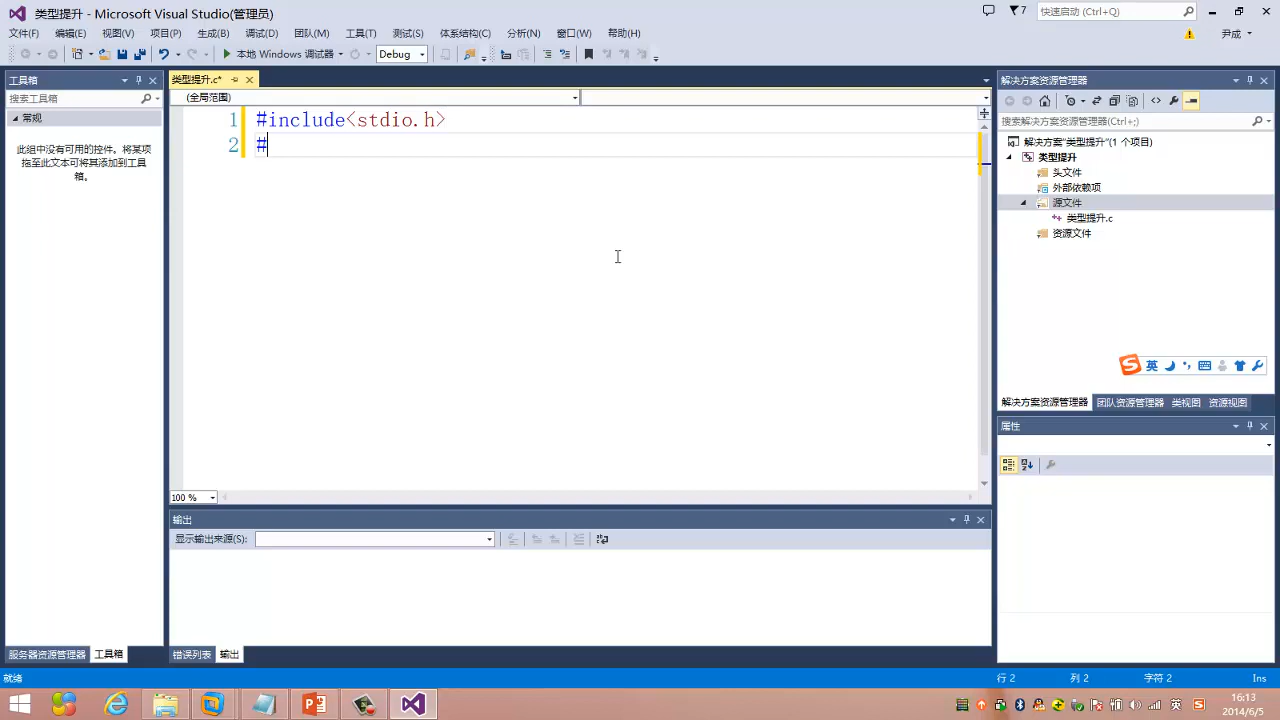 类型提升 - Microsoft Visual Studio(管理员)
7
快速启动 (Ctrl+Q)
文件(F) 编辑(E) 视图(V) 项目(P) 生成(B) 调试(D) 团队(M) 工具(T) 测试(S) 体系结构(C) 分析(N) 窗口(W) 帮助(H)
尹成
本地 Windows 调试器
Debug
工具箱
搜索工具箱
常规
此组中没有可用的控件。将某项
拖至此文本可将其添加到工具
箱。
服务器资源管理器 工具箱
类型提升.c*
(全局范围)
1 #include<stdio.h>
2 #
100 %
输出
显示输出来源(S):
错误列表 输出
解决方案资源管理器
搜索解决方案资源管理器(Ctrl+;)
解决方案"类型提升"(1 个项目)
类型提升
头文件
外部依赖项
源文件
类型提升.c
资源文件
英
解决方案资源管理器 团队资源管理器 类视图 资源视图
属性
就绪
行 2
列 2
字符 2
Ins
英
16:13
2014/6/5